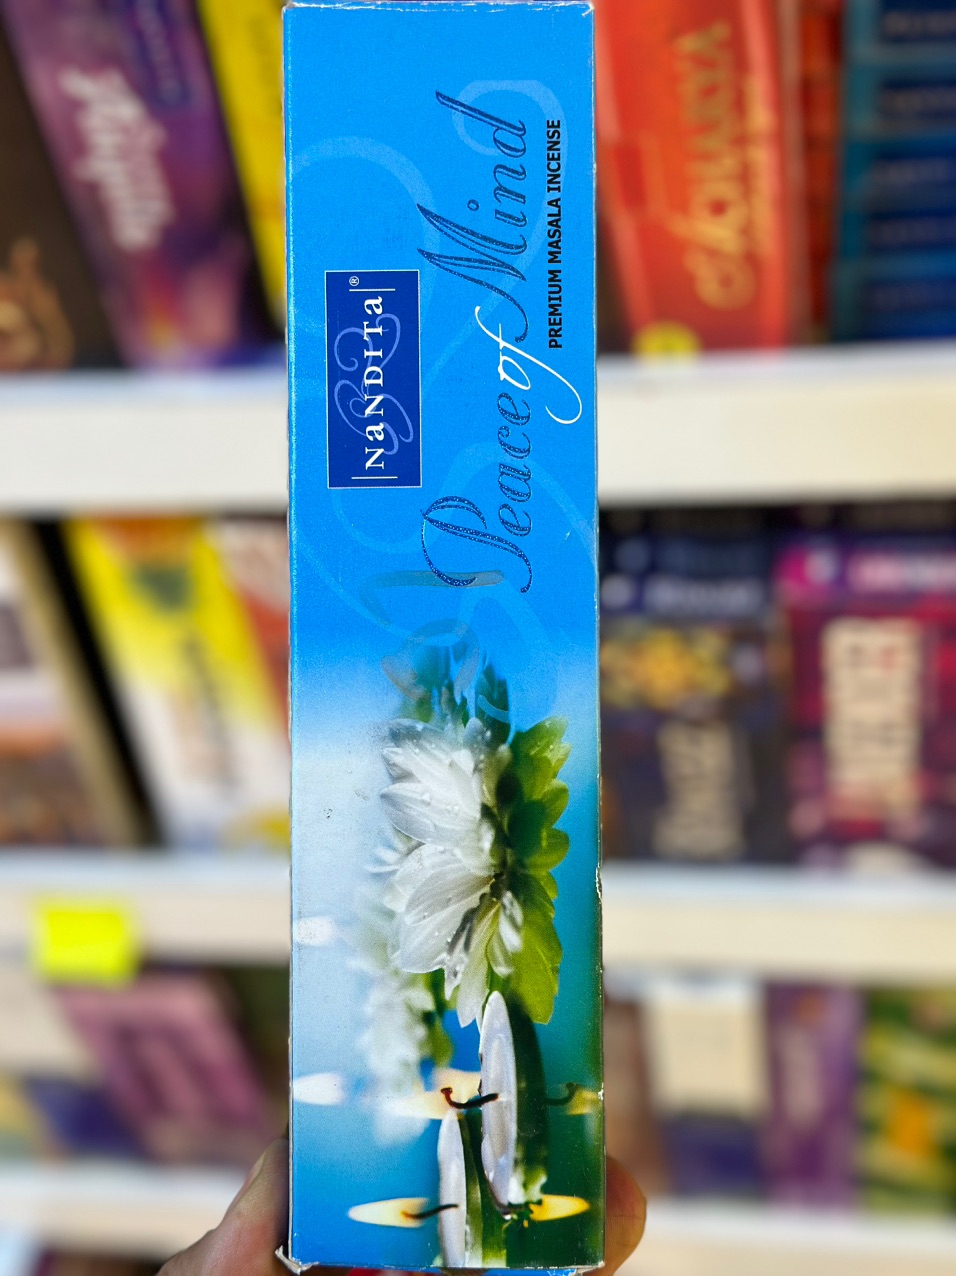 NaNDITa®
Peace of Mind
PREMIUM MASALA INCENSE